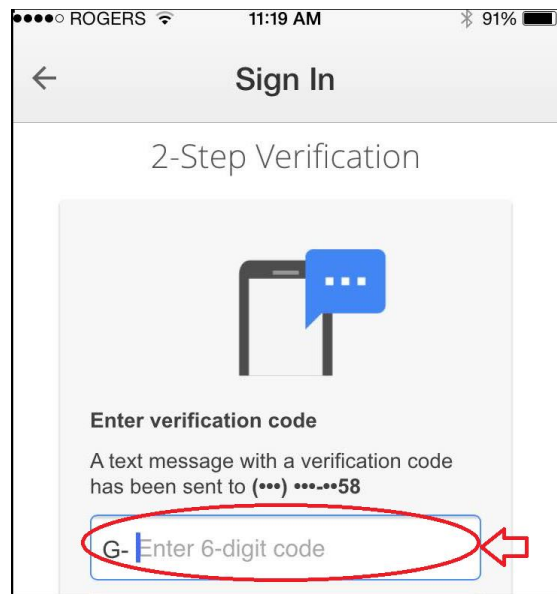 ROGERS 11:19 AM 91%
Sign In
2-Step Verification
Enter verification code
A text message with a verification code
has been sent to (•••) •••-••58
G- Enter 6-digit code